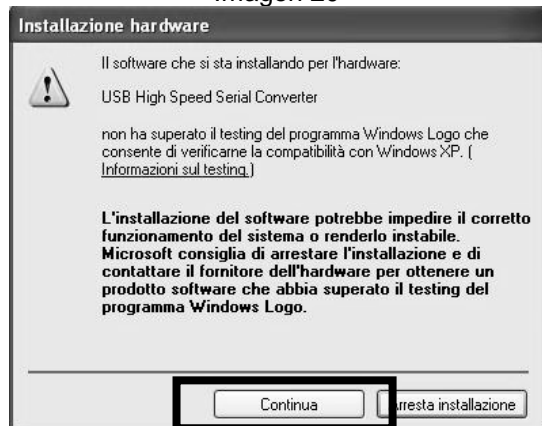 Installazione hardware
Il software che si sta installando per l'hardware:
USB High Speed Serial Converter
non ha superato il testing del programma Windows Logo che
consente di verificarne la compatibilità con Windows XP. (
Informazioni sul testing.)
L'installazione del software potrebbe impedire il corretto
funzionamento del sistema o renderlo instabile.
Microsoft consiglia di arrestare l'installazione e di
contattare il fornitore dell'hardware per ottenere un
prodotto software che abbia superato il testing del
programma Windows Logo.
Continua
Arresta installazione